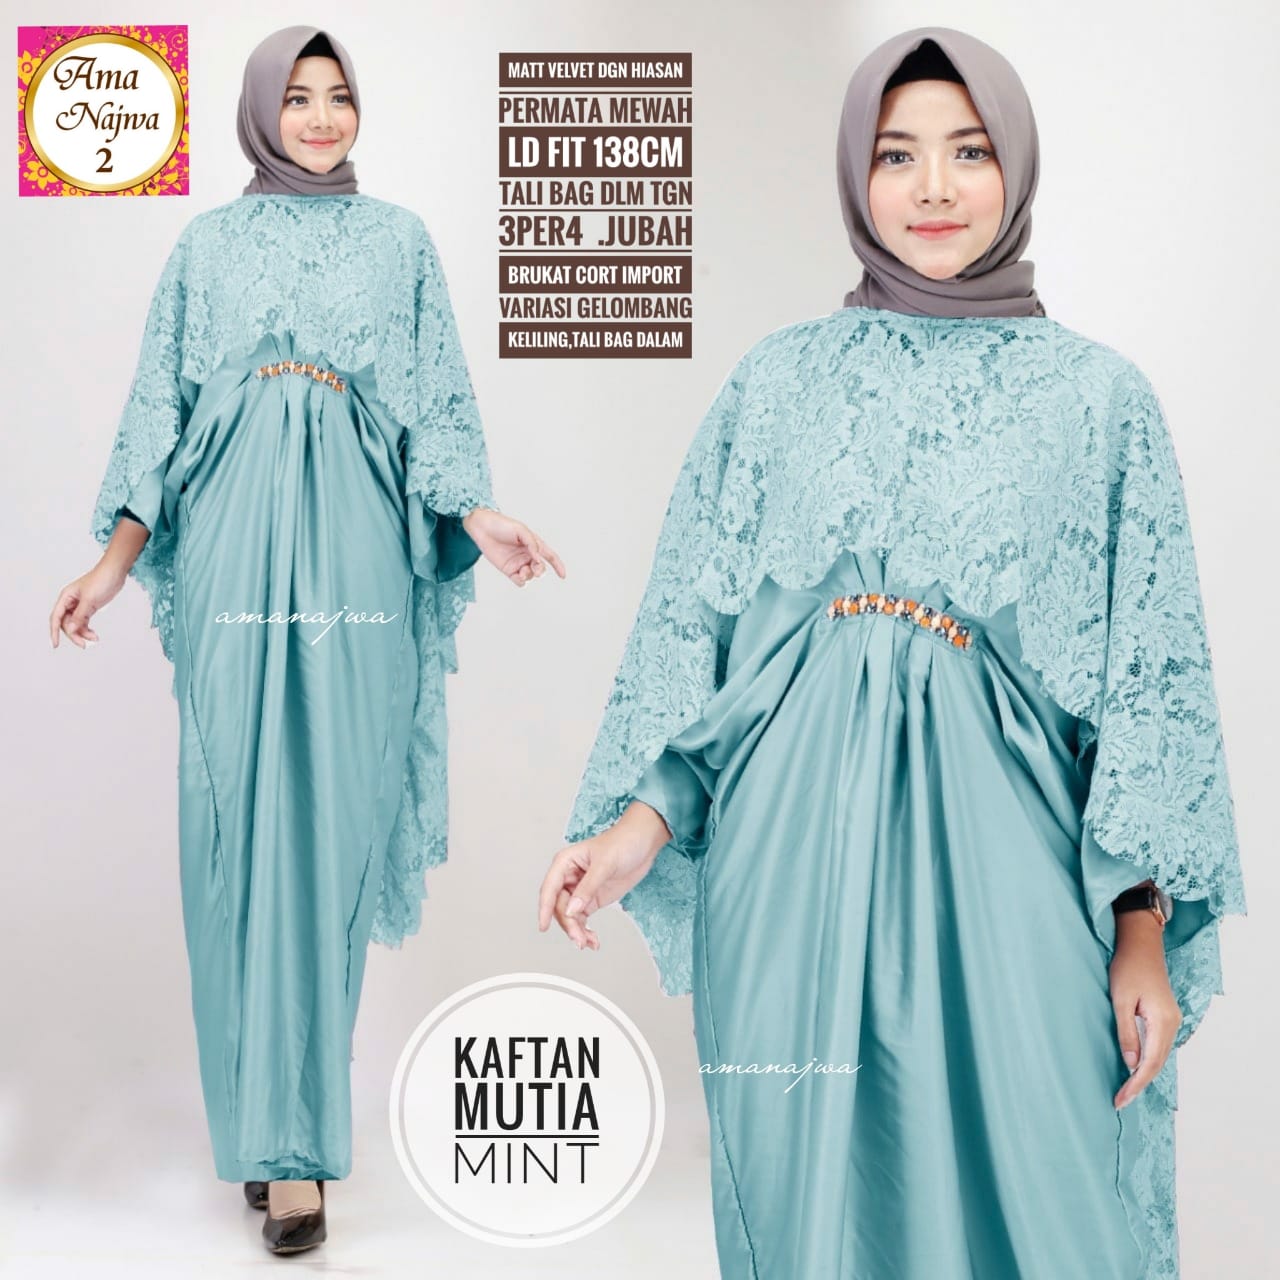 Ama
Najwa
2
MATT VELVET DGN HIASAN
PERMATA MEWAH
LD FIT 138CM
TALI BAG DLM TGN
3PER4 .JUBAH
BRUKAT CORT IMPORT
VARIASI GELOMBANG
KELILING,TALI BAG DALAM
amanajwa
amanajwa
KAFTAN
MUTIA
MINT